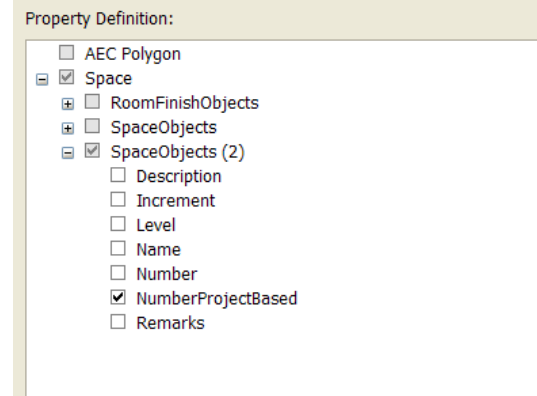 Property Definition:
AEC Polygon
Space
RoomFinishObjects
SpaceObjects
SpaceObjects (2)
Description
Increment
Level
Name
Number
NumberProjectBased
Remarks